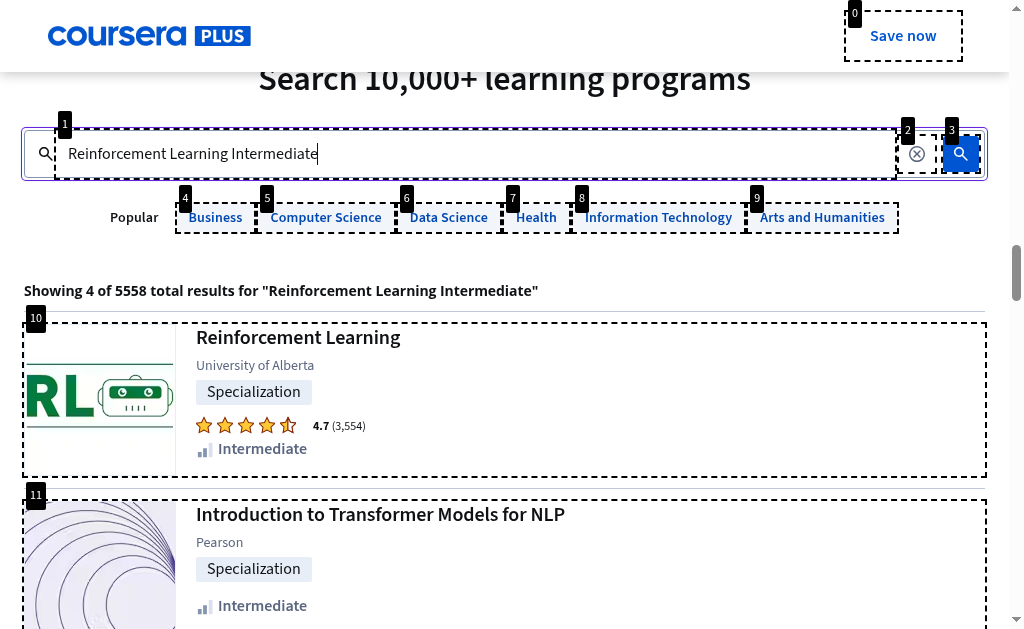 coursera PLUS
0
Save now
Search 10,000+ learning programs
1
2
3
Reinforcement Learning Intermediate
4
5
6
7
8
9
Popular
Business
Computer Science
Data Science
Health
Information Technology
Arts and Humanities
Showing 4 of 5558 total results for "Reinforcement Learning Intermediate"
10
RL
Reinforcement Learning
University of Alberta
Specialization
4.7 (3,554)
Intermediate
11
Introduction to Transformer Models for NLP
Pearson
Specialization
Intermediate